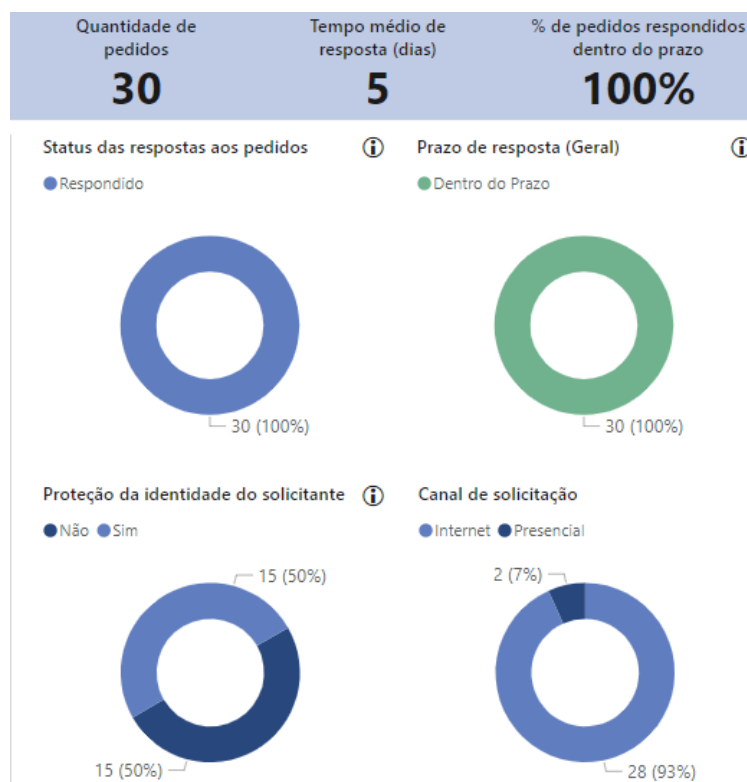 Quantidade de
pedidos
30
Tempo médio de
resposta (dias)
5
% de pedidos respondidos
dentro do prazo
100%
Status das respostas aos pedidos
Respondido
30 (100%)
Prazo de resposta (Geral)
Dentro do Prazo
30 (100%)
Proteção da identidade do solicitante
Não Sim
15 (50%)
15 (50%)
Canal de solicitação
Internet Presencial
2 (7%)
28 (93%)